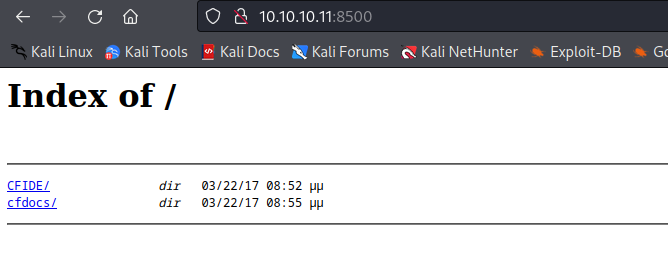 10.10.10.11:8500
Kali Linux Kali Tools Kali Docs Kali Forums Kali NetHunter Exploit-DB
Index of /
CFIDE/ dir 03/22/17 08:52 μμ
cfdocs/ dir 03/22/17 08:55 μμ